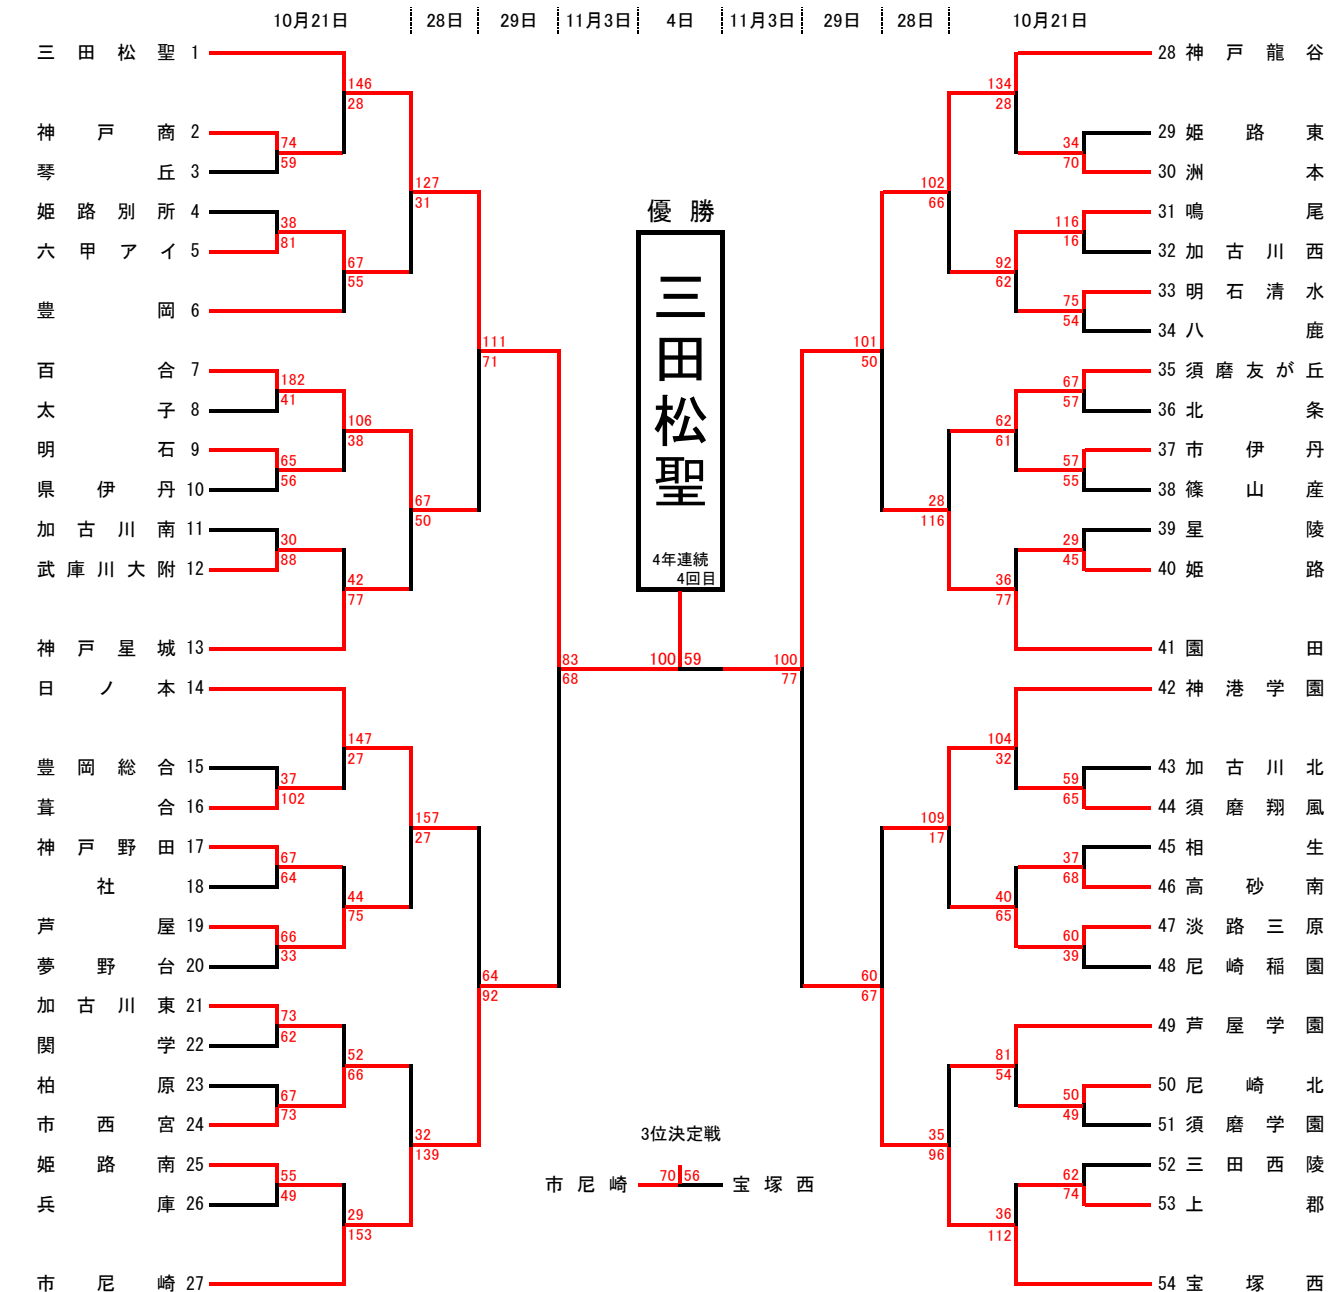 10月21日 28日 29日 11月3日 4日 11月3日 29日 28日 10月21日
三田松聖 1
神戸商 2
琴丘 3
姫路別所 4
六甲アイ 5
豊岡 6
百合 7
太子 8
明石 9
県伊丹 10
加古川南 11
武庫川大附 12
神戸星城 13
日ノ本 14
豊岡総合 15
葺合 16
神戸野田 17
社 18
芦屋 19
夢野台 20
加古川東 21
関学 22
柏原 23
市西宮 24
姫路南 25
兵庫 26
市尼崎 27
74
59
38
81
182
41
65
56
30
88
37
102
67
64
66
33
73
62
67
73
55
49
146
28
67
55
106
38
42
77
147
27
44
75
52
66
29
153
127
31
67
50
157
27
32
139
111
71
64
92
83
68
優勝
三田松聖
4年連続
4回目
100 59
3位決定戦
市尼崎 70 56 宝塚西
100
77
101
50
60
67
102
66
28
116
109
17
35
96
134
28
92
62
62
61
36
77
104
32
40
65
81
54
36
112
34
70
116
16
75
54
67
57
57
55
29
45
59
65
37
68
60
39
50
49
62
74
28 神戸龍谷
29 姫路東
30 洲本
31 鳴尾
32 加古川西
33 明石清水
34 八鹿
35 須磨友が丘
36 北条
37 市伊丹
38 篠山産
39 星陵
40 姫路
41 園田
42 神港学園
43 加古川北
44 須磨翔風
45 相生
46 高砂南
47 淡路三原
48 尼崎稲園
49 芦屋学園
50 尼崎北
51 須磨学園
52 三田西陵
53 上郡
54 宝塚西